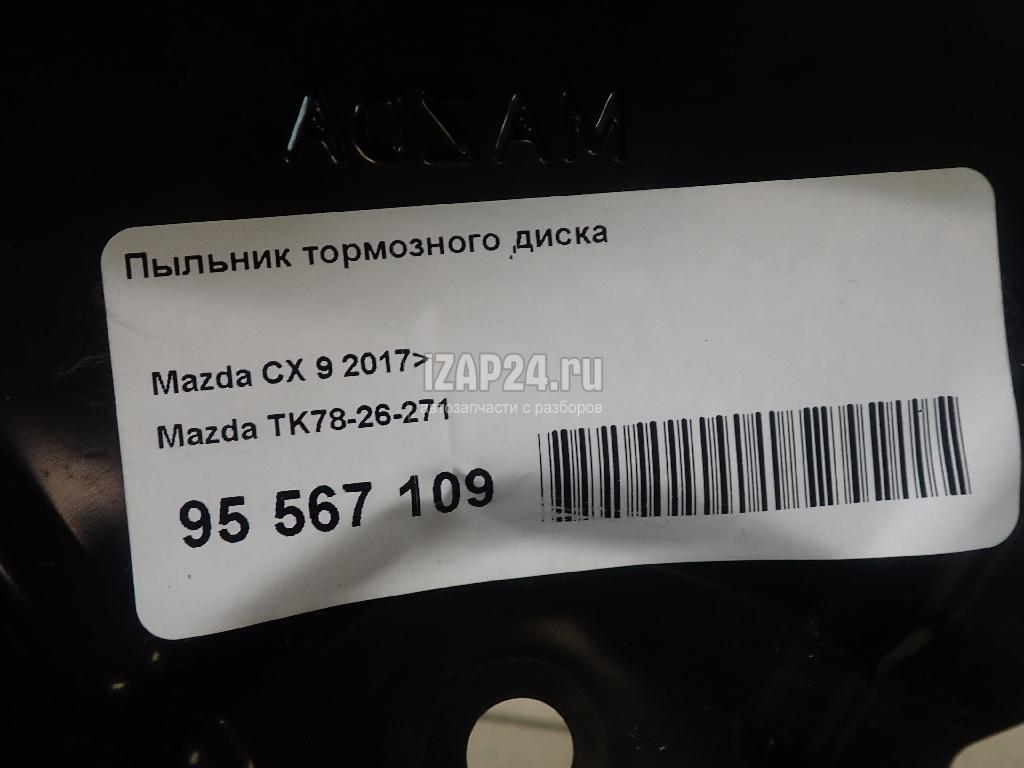 MAZDA
Пыльник тормозного диска
Mazda CX 9 2017>
IZAP24.ru
автозапчасти с разборов
Mazda TK78-26-271
95 567 109